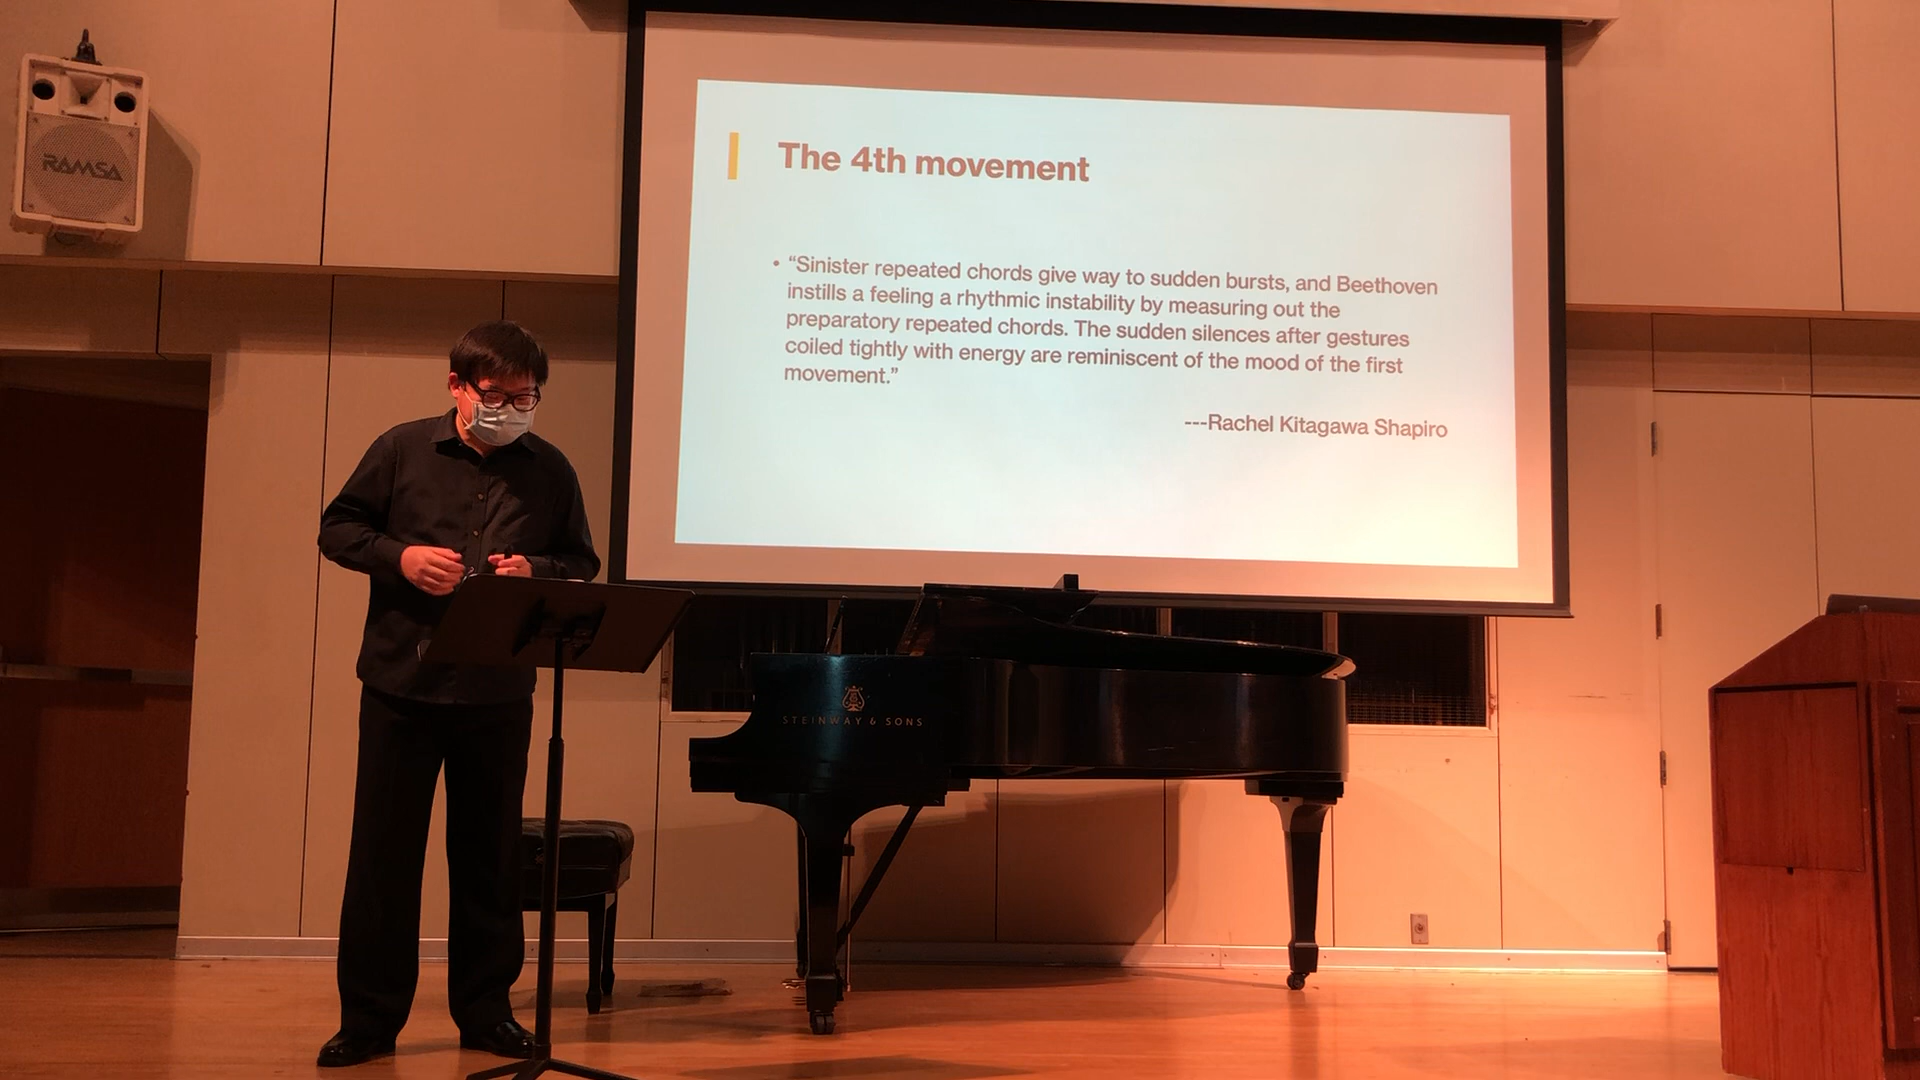 RAMSA
The 4th movement
• “Sinister repeated chords give way to sudden bursts, and Beethoven
instills a feeling a rhythmic instability by measuring out the
preparatory repeated chords. The sudden silences after gestures
coiled tightly with energy are reminiscent of the mood of the first
movement.”
---Rachel Kitagawa Shapiro
STEINWAY & SONS